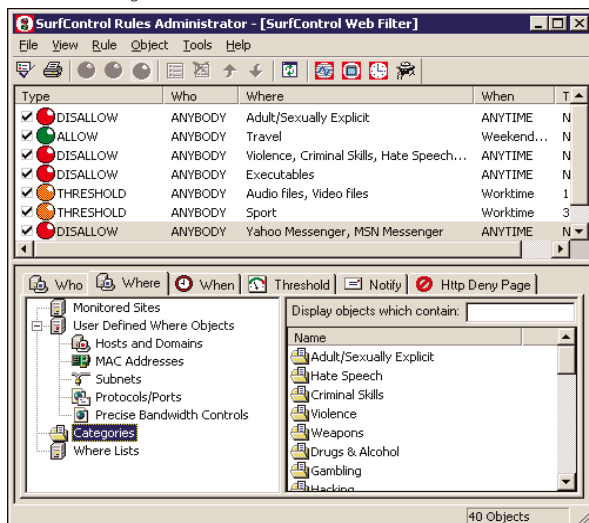 SurfControl Rules Administrator - [SurfControl Web Filter]
File View Rule Object Tools Help
Type Who Where When T
DISALLOW ANYBODY Adult/Sexually Explicit ANYTIME N
ALLOW ANYBODY Travel Weekend... N
DISALLOW ANYBODY Violence, Criminal Skills, Hate Speech... ANYTIME N
DISALLOW ANYBODY Executables ANYTIME N
THRESHOLD ANYBODY Audio files, Video files Worktime 1
THRESHOLD ANYBODY Sport Worktime 3
DISALLOW ANYBODY Yahoo Messenger, MSN Messenger ANYTIME N
Who Where When Threshold Notify Http Deny Page
Monitored Sites
User Defined Where Objects
Hosts and Domains
MAC Addresses
Subnets
Protocols/Ports
Precise Bandwidth Controls
Categories
Where Lists
Display objects which contain:
Name
Adult/Sexually Explicit
Hate Speech
Criminal Skills
Violence
Weapons
Drugs & Alcohol
Gambling
Hacking
40 Objects